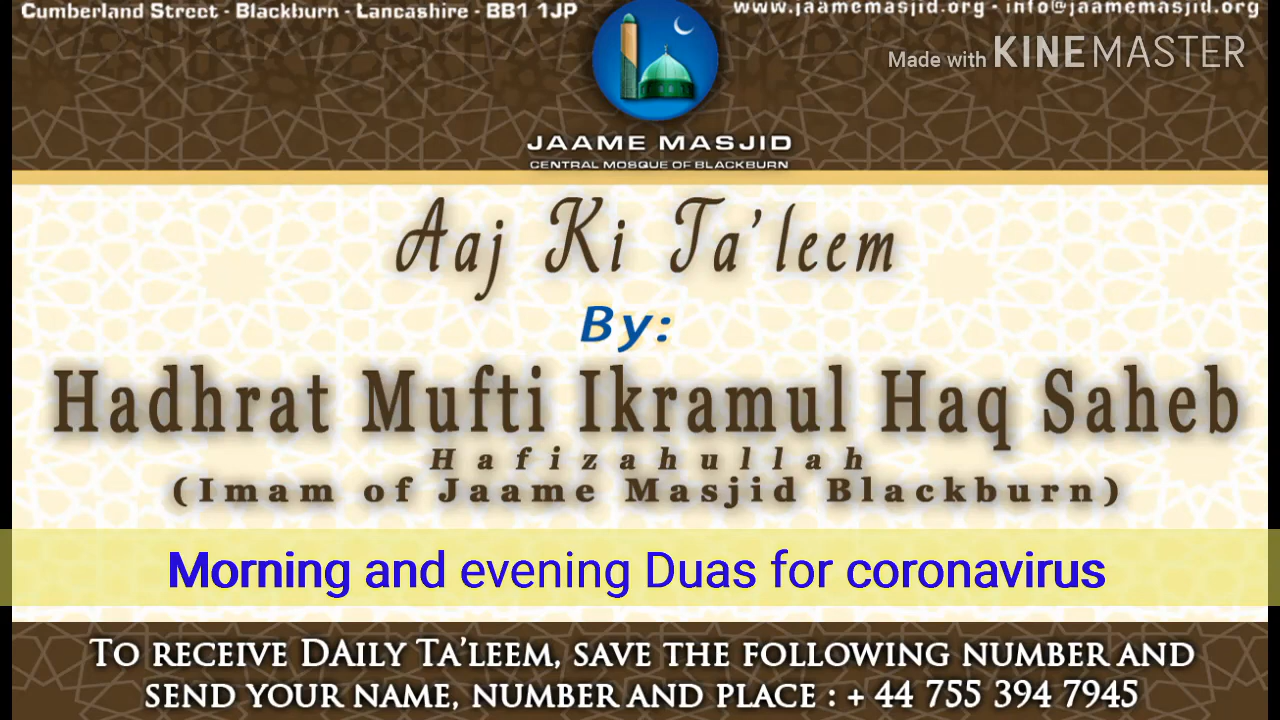 Cumberland Street - Blackburn - Lancashire - BB1 1JP
www.jaamemasjid.org - info@jaamemasjid.org
Made with KINEMASTER
JAAME MASJID
CENTRAL MOSQUE OF BLACKBURN
Aaj Ki Ta'leem
By:
Hadhrat Mufti Ikramul Haq Saheb
Hafizahullah
(Imam of Jaame Masjid Blackburn)
Morning and evening Duas for coronavirus
TO RECEIVE DAILY TA'LEEM, SAVE THE FOLLOWING NUMBER AND
SEND YOUR NAME, NUMBER AND PLACE : + 44 755 394 7945